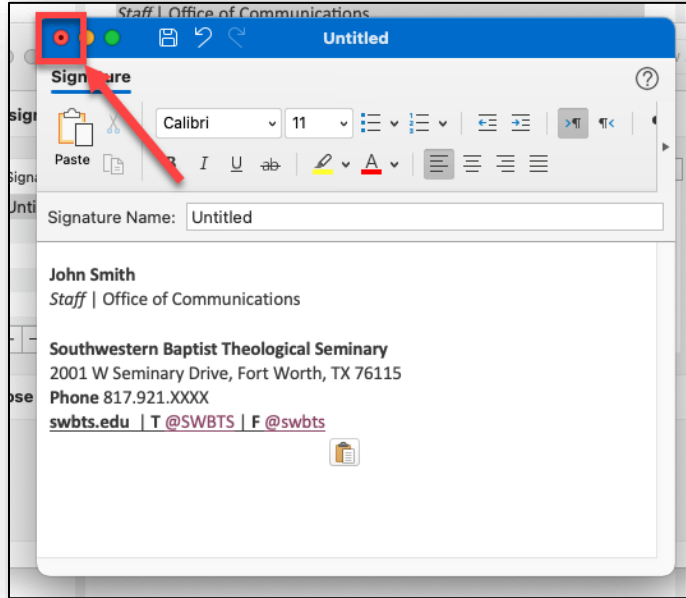 Staff | Office of Communications
Untitled
Signature
Calibri 11
Paste B I U ab A
Signature Name: Untitled
John Smith
Staff | Office of Communications
Southwestern Baptist Theological Seminary
2001 W Seminary Drive, Fort Worth, TX 76115
Phone 817.921.XXXX
swbts.edu | T @SWBTS | F @swbts